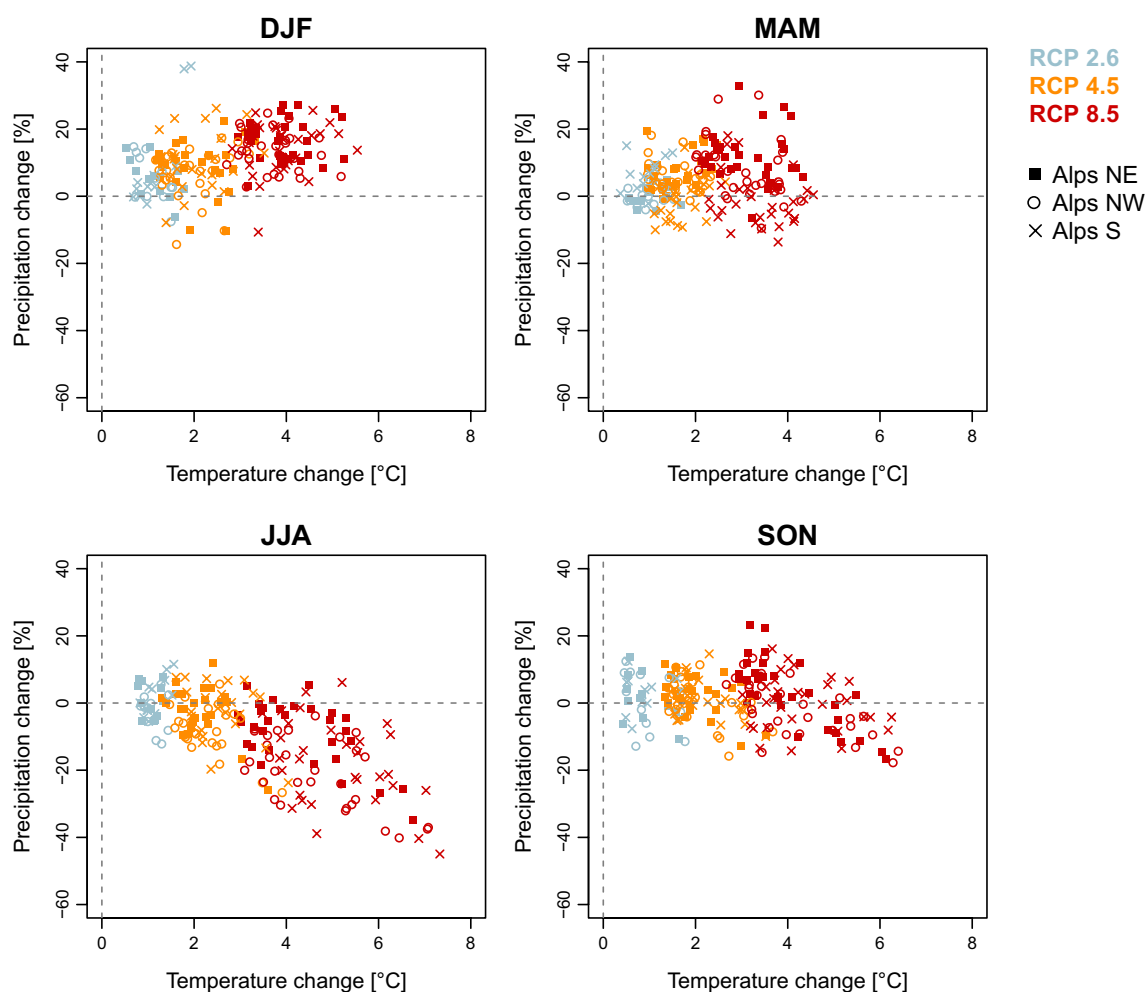 DJF
Precipitation change [%]
40
20
0
−20
−40
−60
0 2 4 6 8
Temperature change [°C]
MAM
Precipitation change [%]
40
20
0
−20
−40
−60
0 2 4 6 8
Temperature change [°C]
RCP 2.6
RCP 4.5
RCP 8.5
Alps NE
Alps NW
Alps S
JJA
Precipitation change [%]
40
20
0
−20
−40
−60
0 2 4 6 8
Temperature change [°C]
SON
Precipitation change [%]
40
20
0
−20
−40
−60
0 2 4 6 8
Temperature change [°C]